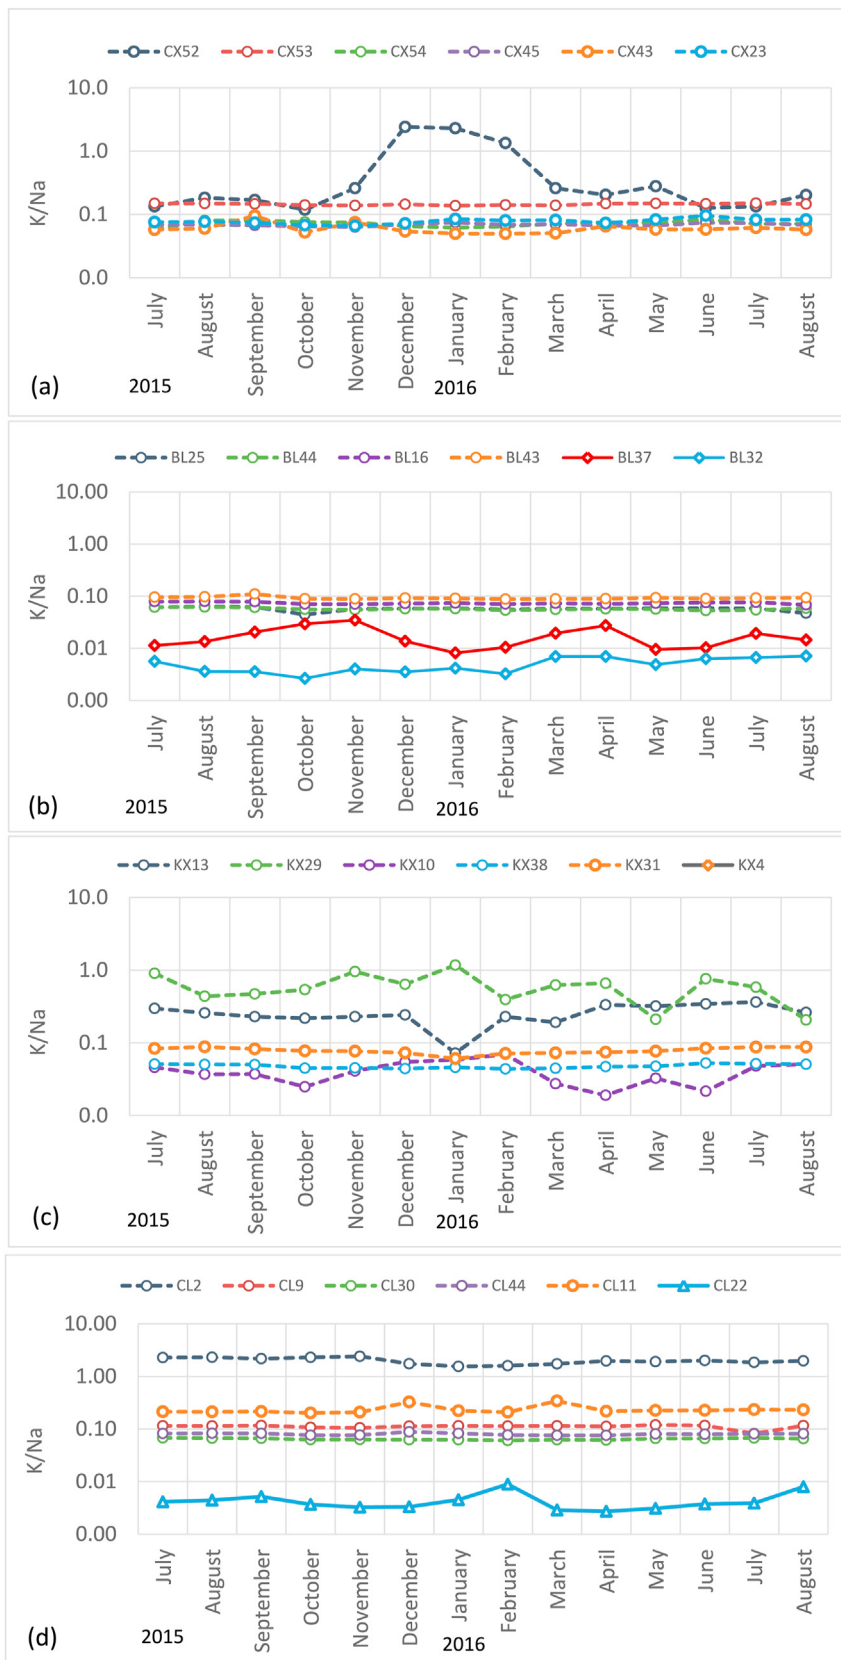 CX52 CX53 CX54 CX45 CX43 CX23
10.0
1.0
0.1
0.0
K/Na
July August September October November December January February March April May June July August
2015 2016
(a)
BL25 BL44 BL16 BL43 BL37 BL32
10.00
1.00
0.10
0.01
0.00
K/Na
July August September October November December January February March April May June July August
2015 2016
(b)
KX13 KX29 KX10 KX38 KX31 KX4
10.0
1.0
0.1
0.0
K/Na
July August September October November December January February March April May June July August
2015 2016
(c)
CL2 CL9 CL30 CL44 CL11 CL22
10.00
1.00
0.10
0.01
0.00
K/Na
July August September October November December January February March April May June July August
2015 2016
(d)